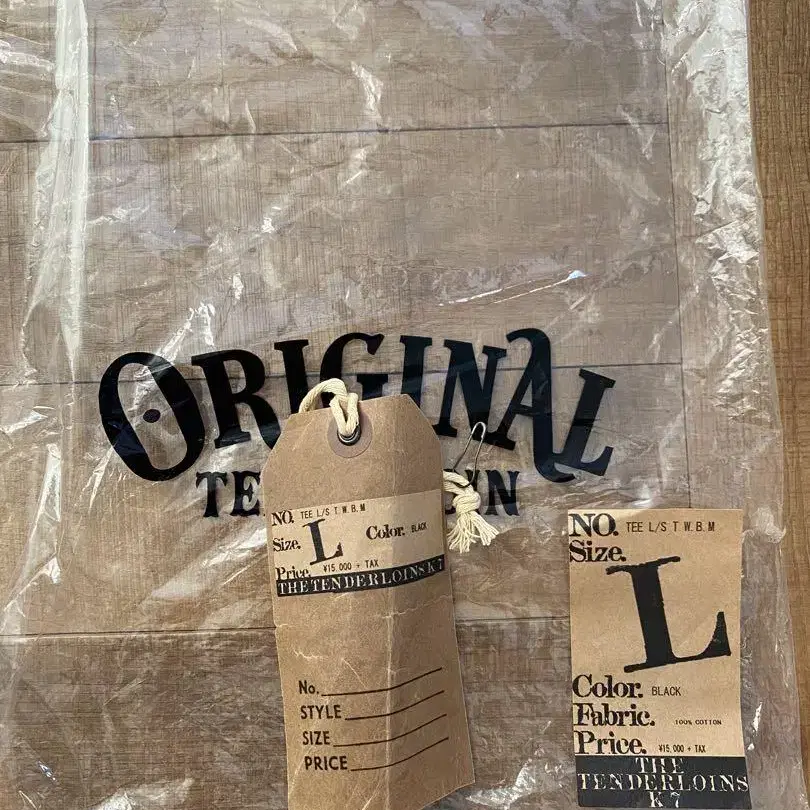 ORIGINAL
NO. TEE L/S T.W.B.M
Size. L Color. BLACK
Price. ¥15,000 + TAX
THE TENDERLOINS K7
No.
STYLE
SIZE
PRICE
NO. TEE L/S T.W.B.M
Size.
L
Color. BLACK
Fabric. 100% COTTON
Price. ¥15,000 + TAX
THE
TENDERLOINS
K7